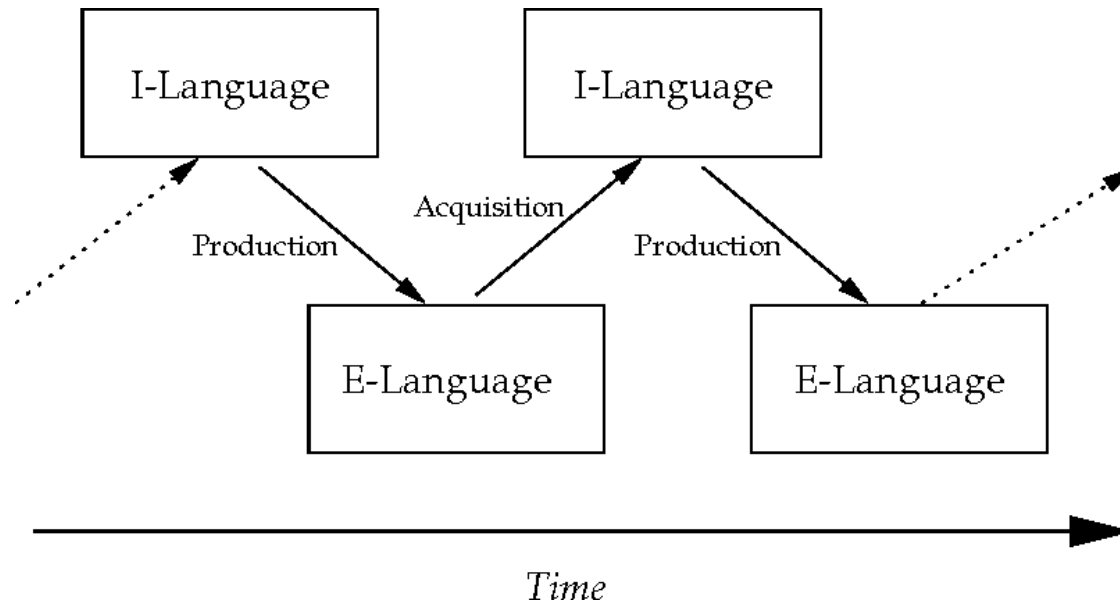 I-Language
I-Language
Acquisition
Production
Production
E-Language
E-Language
Time